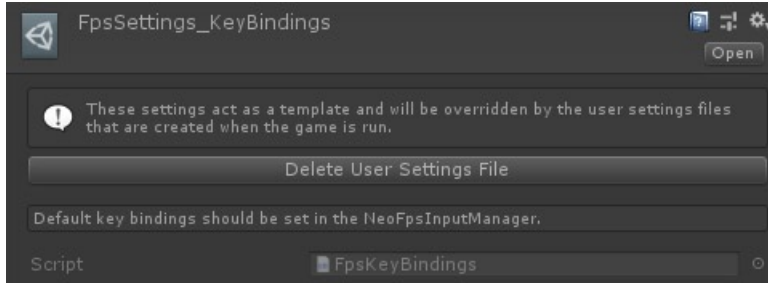 FpsSettings_KeyBindings
Open
These settings act as a template and will be overridden by the user settings files
that are created when the game is run.
Delete User Settings File
Default key bindings should be set in the NeoFpsInputManager.
Script FpsKeyBindings